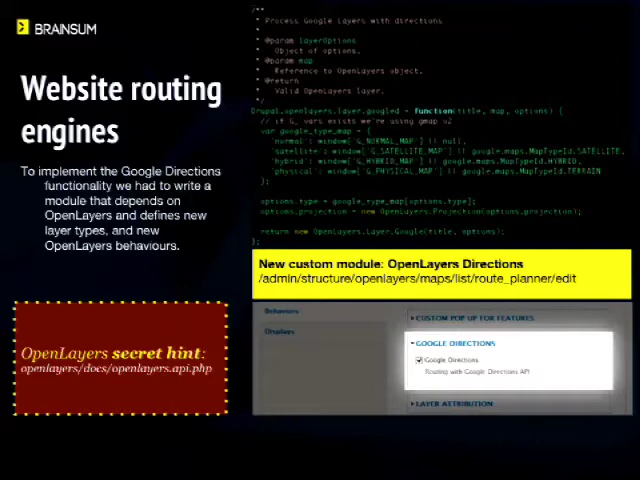 BRAINSUM
Website routing
engines
To implement the Google Directions
functionality we had to write a
module that depends on
OpenLayers and defines new
layer types, and new
OpenLayers behaviours.
OpenLayers secret hint:
openlayers/docs/openlayers.api.php
/**
* Process Google Layers with directions
*
* @param layerOptions
*   Object of options.
* @param map
*   Reference to OpenLayers object.
* @return
*   Valid OpenLayers layer.
*/
Drupal.openlayers.layer.googled = function(title, map, options) {
// if G_ vars exists we're using gmap v2
var google_type_map = {
'normal': window['G_NORMAL_MAP'] || null,
'satellite': window['G_SATELLITE_MAP'] || google.maps.MapTypeId.SATELLITE,
'hybrid': window['G_HYBRID_MAP'] || google.maps.MapTypeId.HYBRID,
'physical': window['G_PHYSICAL_MAP'] || google.maps.MapTypeId.TERRAIN
};
options.type = google_type_map[options.type];
options.projection = new OpenLayers.Projection(options.projection);
return new OpenLayers.Layer.Google(title, options);
};
New custom module: OpenLayers Directions
/admin/structure/openlayers/maps/list/route_planner/edit
Behaviors
Displays
CUSTOM POP UP FOR FEATURES
GOOGLE DIRECTIONS
Google Directions
Routing with Google Directions API
LAYER ATTRIBUTION